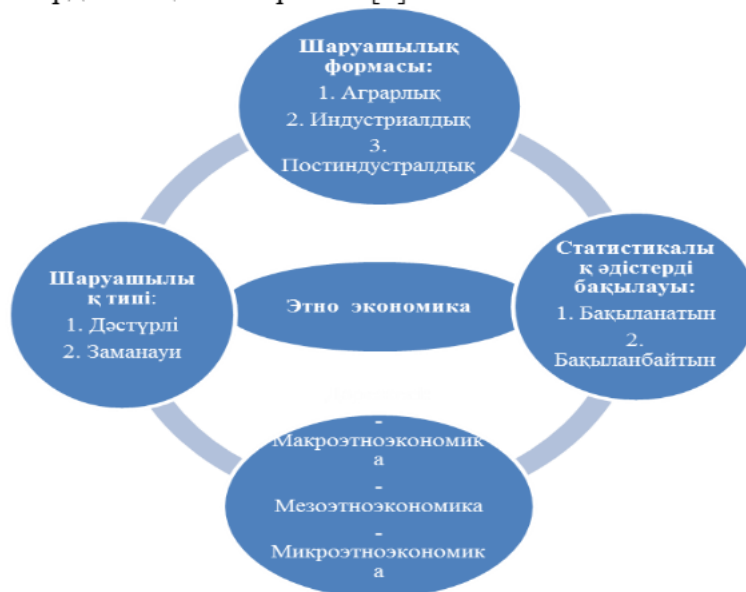 Шаруашылық
формасы:
1. Аграрлық
2. Индустриалдық
3.
Постиндустралдық
Шаруашылы
қ типі:
1. Дәстүрлі
2. Заманауи
Этно экономика
Статистикалы
қ әдістерді
бақылауы:
1. Бақыланатын
2.
Бақыланбайтын
-
Макроэтноэкономик
а
-
Мезоэтноэкономика
-
Микроэтноэкономик
а